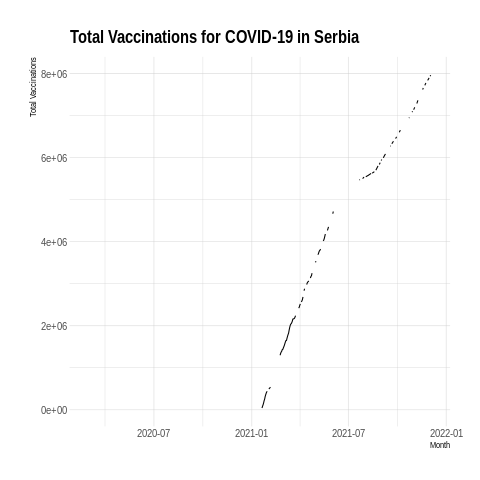 Total Vaccinations for COVID-19 in Serbia
Total Vaccinations
8e+06
6e+06
4e+06
2e+06
0e+00
2020-07
2021-01
2021-07
2022-01
Month